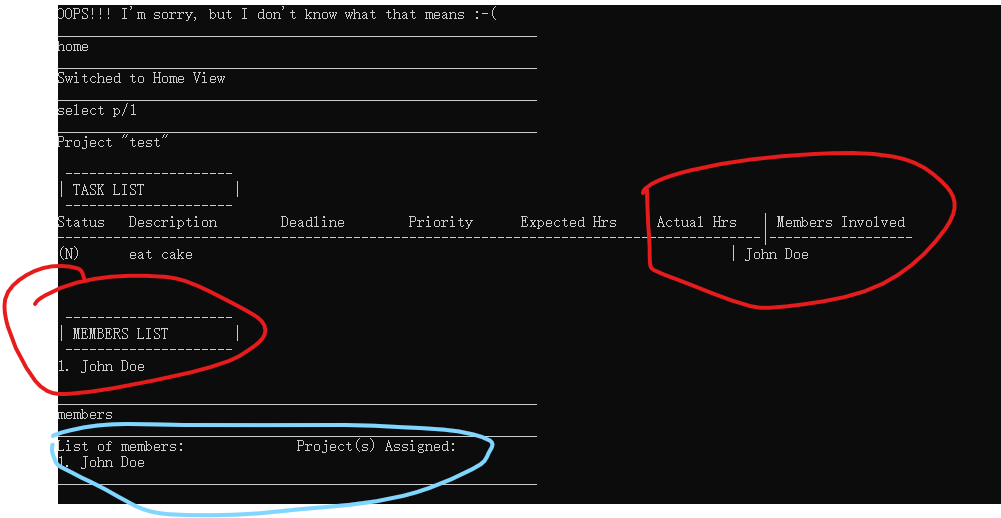 OOPS!!! I'm sorry, but I don't know what that means :-(
home
Switched to Home View
select p/1
Project "test"
---------------------
| TASK LIST |
---------------------
Status Description Deadline Priority Expected Hrs Actual Hrs | Members Involved
(N) eat cake | John Doe
---------------------
| MEMBERS LIST |
---------------------
1. John Doe
members
List of members: Project(s) Assigned:
1. John Doe